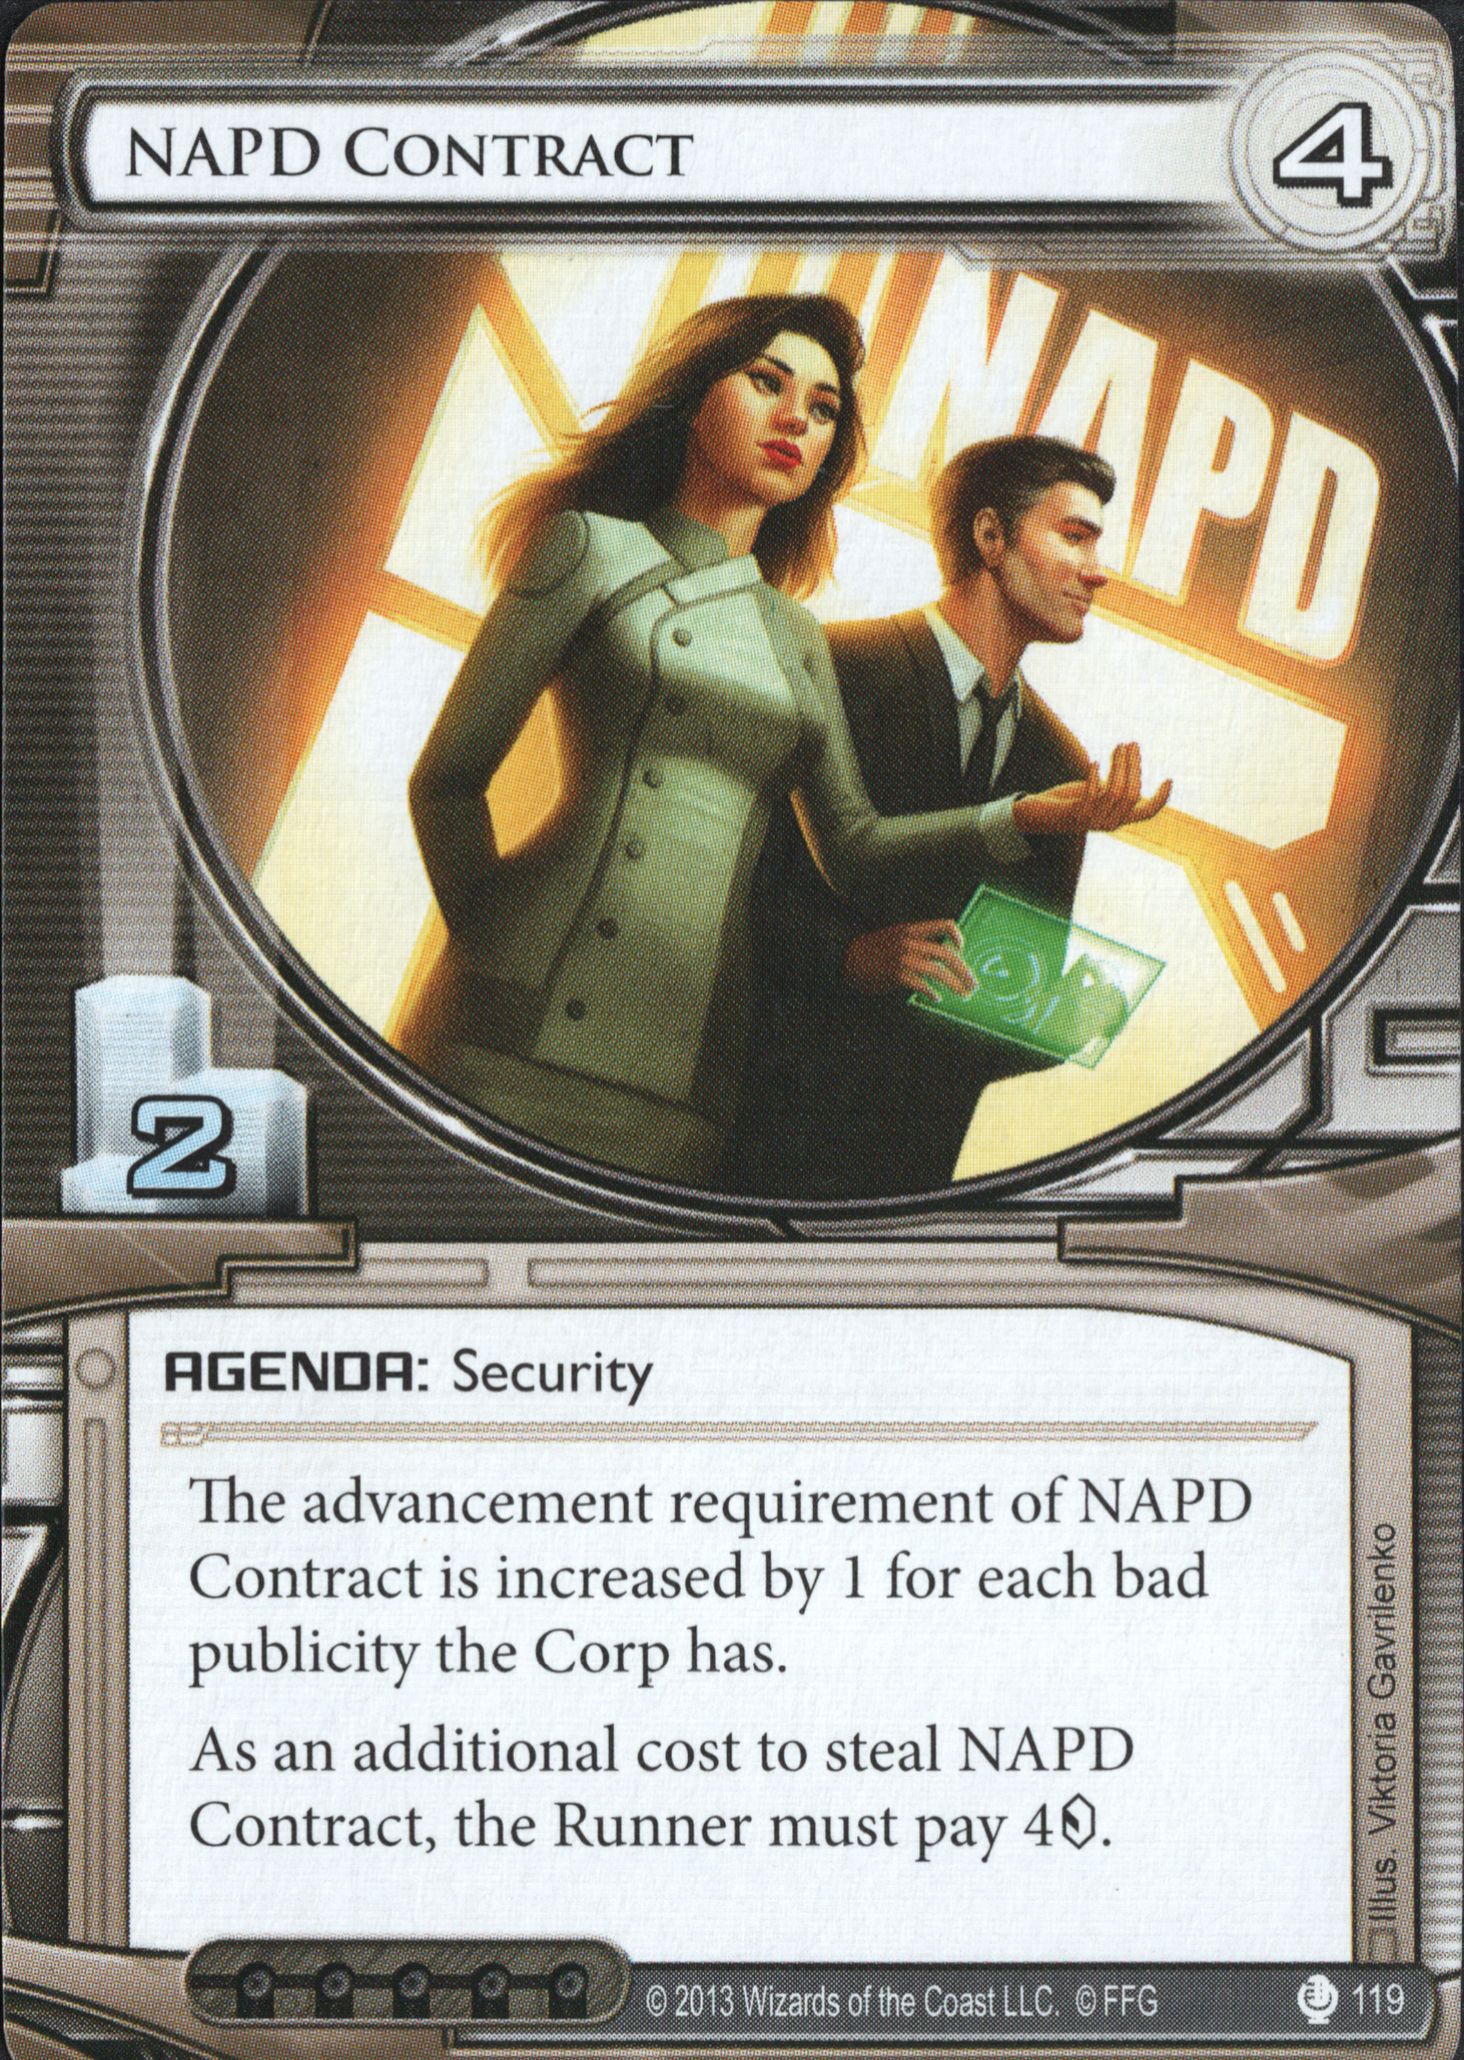 NAPD CONTRACT
4
NAPD
2
AGENDA: Security
The advancement requirement of NAPD
Contract is increased by 1 for each bad
publicity the Corp has.
As an additional cost to steal NAPD
Contract, the Runner must pay 4.
Illus. Viktoria Gavrilenko
© 2013 Wizards of the Coast LLC. © FFG
119